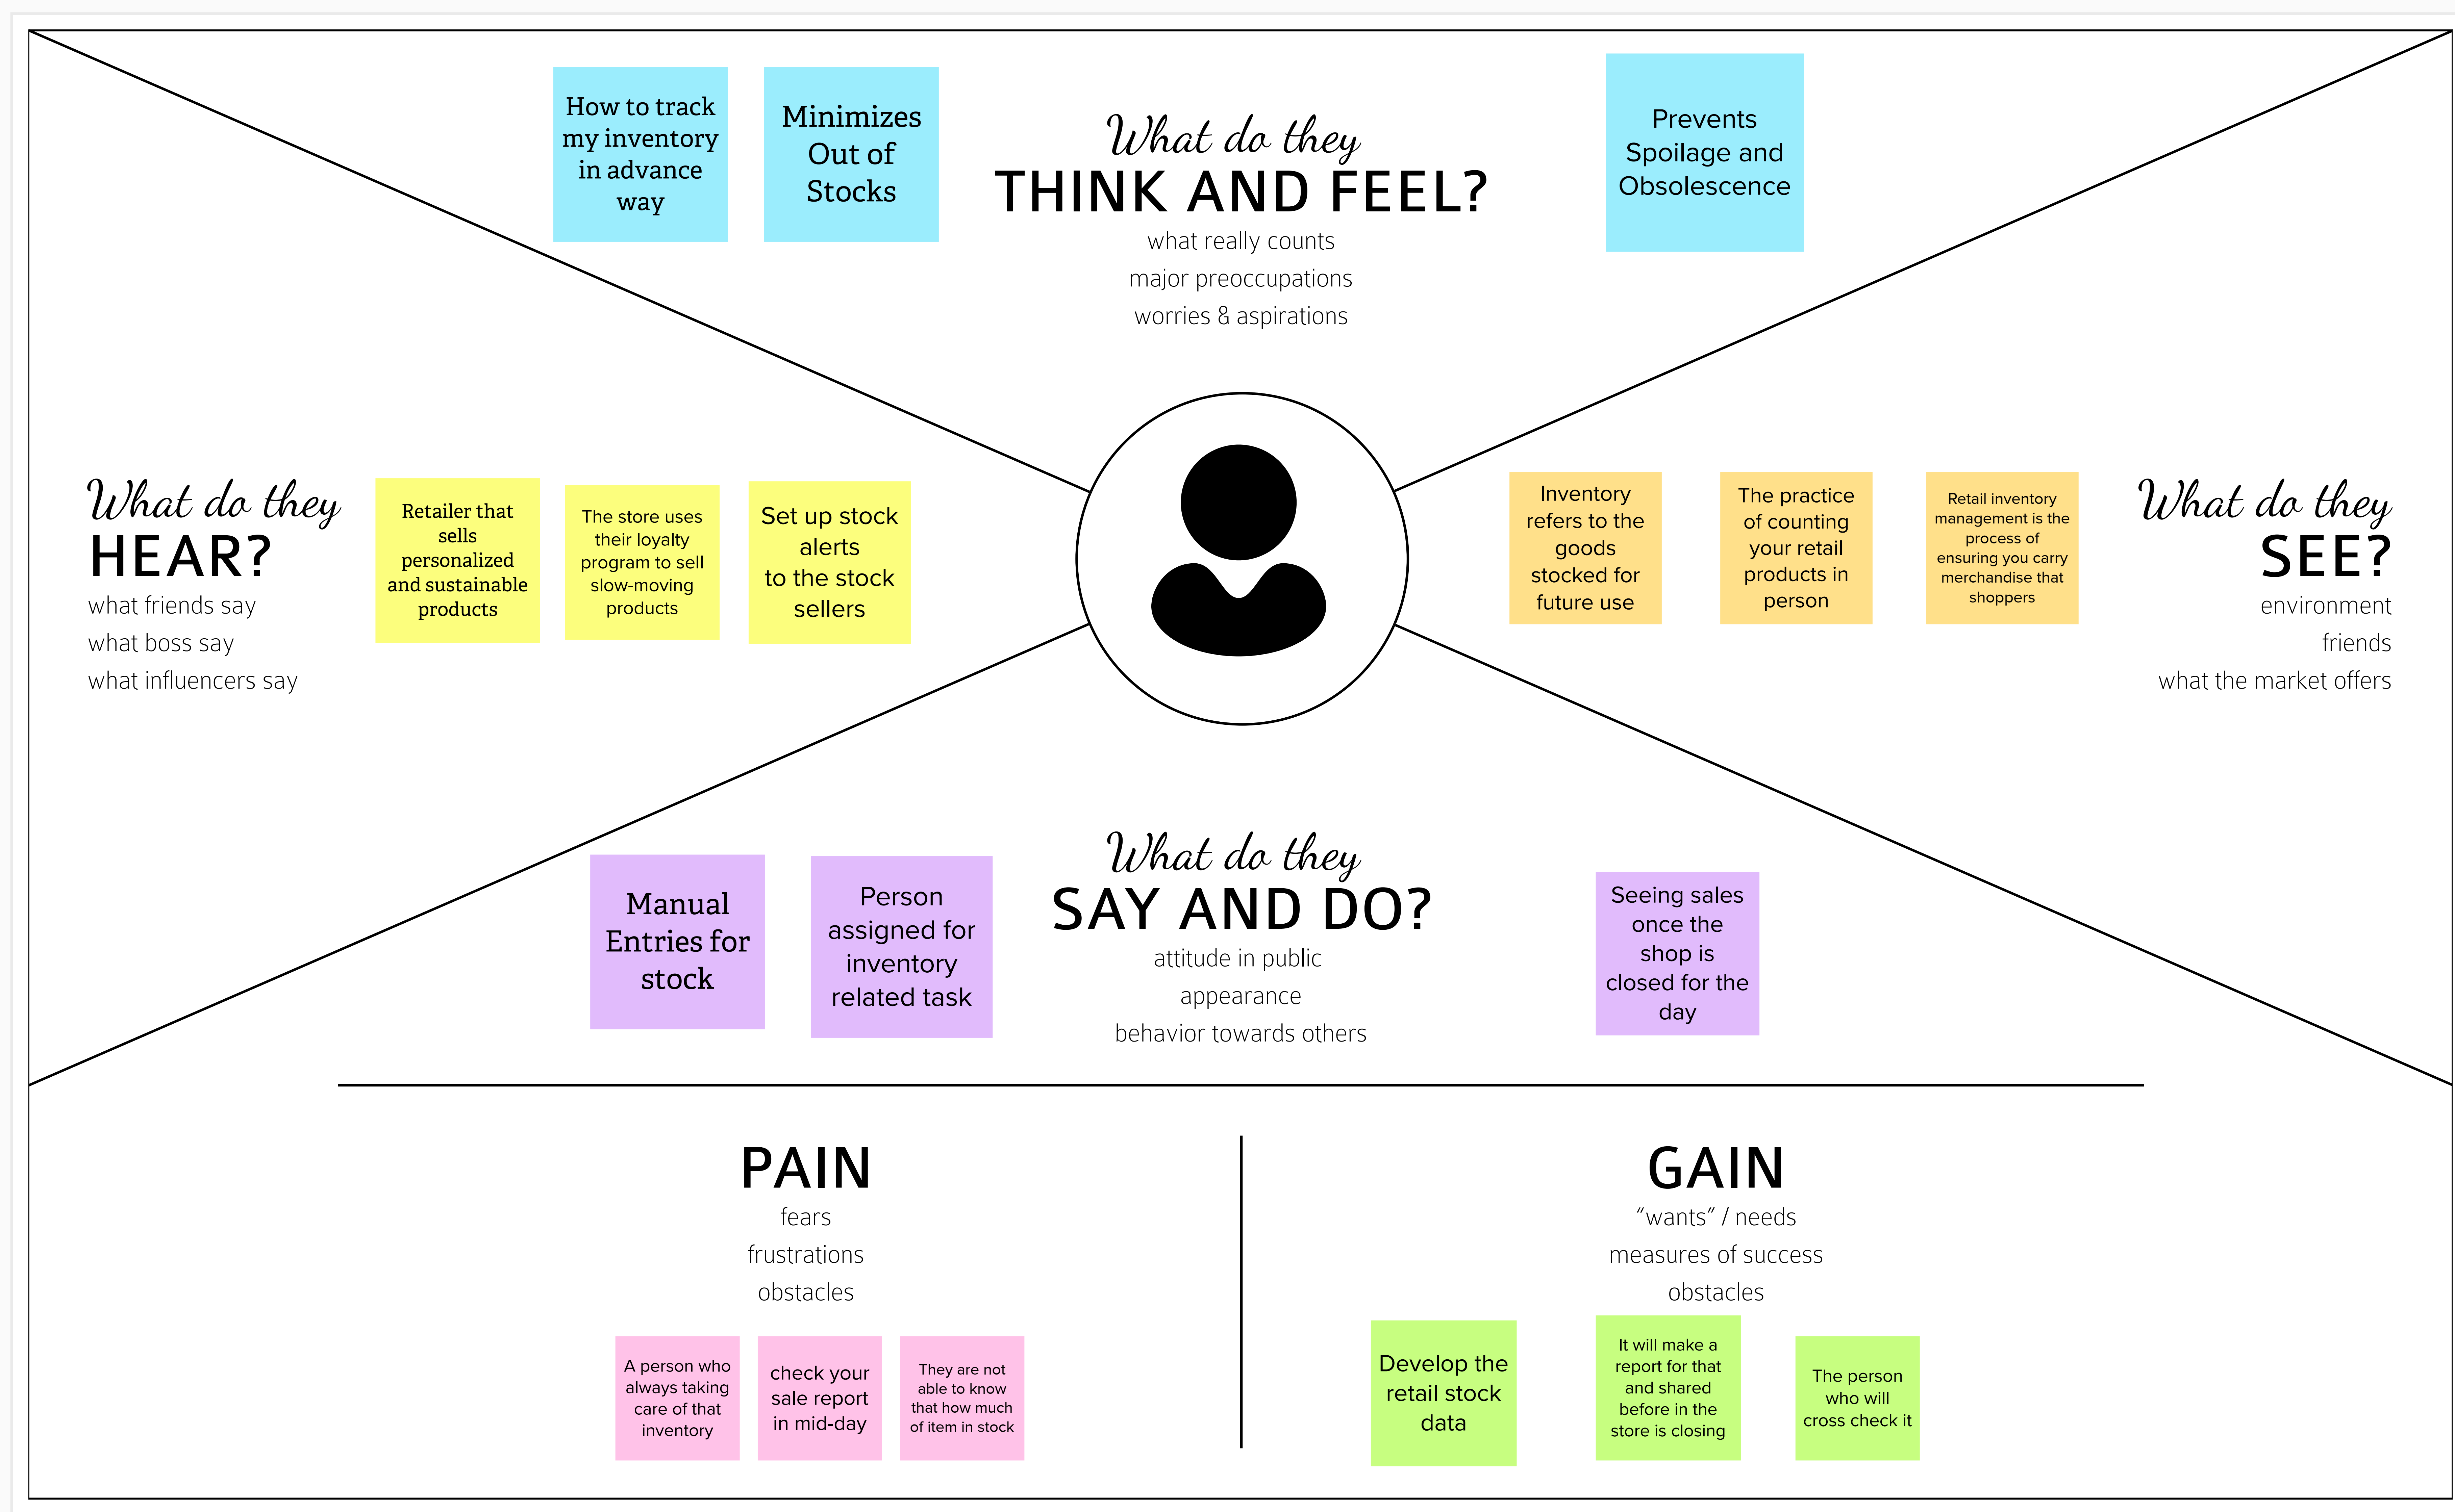 How to track
my inventory
in advance
way
Minimizes
Out of
Stocks
What do they
THINK AND FEEL?
what really counts
major preoccupations
worries & aspirations
Prevents
Spoilage and
Obsolescence
What do they
HEAR?
what friends say
what boss say
what influencers say
Retailer that
sells
personalized
and sustainable
products
The store uses
their loyalty
program to sell
slow-moving
products
Set up stock
alerts
to the stock
sellers
Inventory
refers to the
goods
stocked for
future use
The practice
of counting
your retail
products in
person
Retail inventory
management is the
process of
ensuring you carry
merchandise that
shoppers
What do they
SEE?
environment
friends
what the market offers
Manual
Entries for
stock
Person
assigned for
inventory
related task
What do they
SAY AND DO?
attitude in public
appearance
behavior towards others
Seeing sales
once the
shop is
closed for the
day
PAIN
fears
frustrations
obstacles
A person who
always taking
care of that
inventory
check your
sale report
in mid-day
They are not
able to know
that how much
of item in stock
GAIN
“wants” / needs
measures of success
obstacles
Develop the
retail stock
data
It will make a
report for that
and shared
before in the
store is closing
The person
who will
cross check it